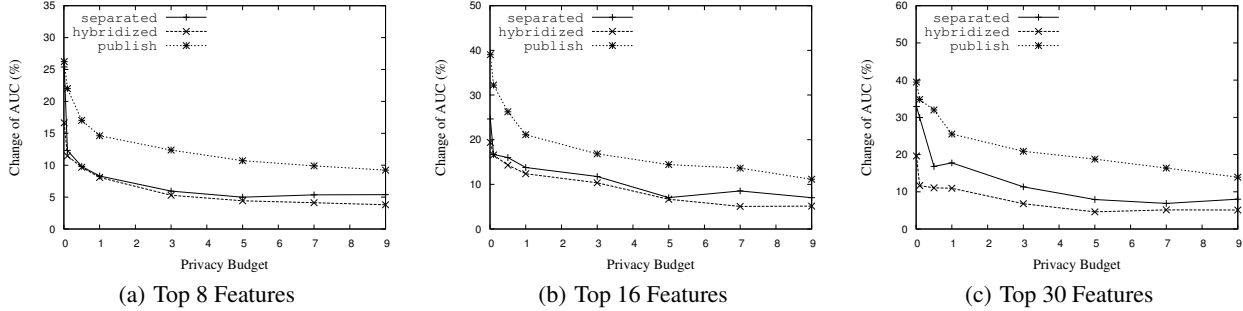 35
30
25
20
15
10
5
0
separated
hybridized
publish
Change of AUC (%)
0 1 2 3 4 5 6 7 8 9
Privacy Budget
(a) Top 8 Features
50
40
30
20
10
0
separated
hybridized
publish
Change of AUC (%)
0 1 2 3 4 5 6 7 8 9
Privacy Budget
(b) Top 16 Features
60
50
40
30
20
10
0
separated
hybridized
publish
Change of AUC (%)
0 1 2 3 4 5 6 7 8 9
Privacy Budget
(c) Top 30 Features